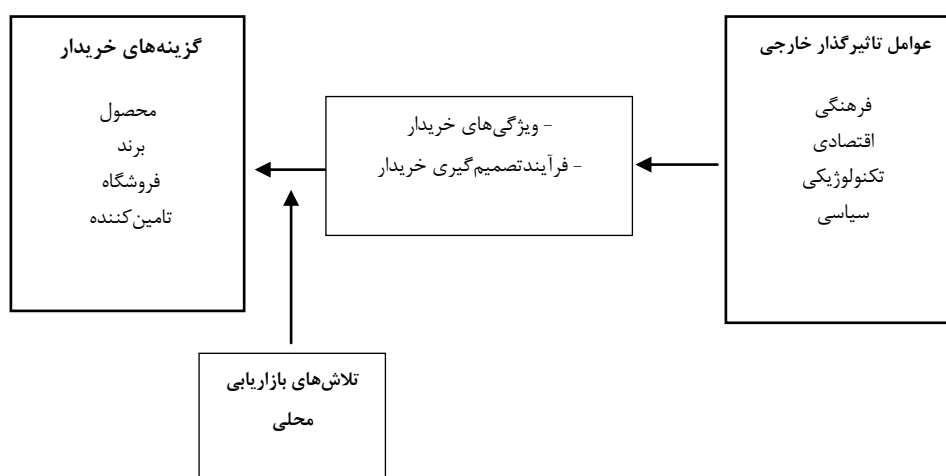 عوامل تاثیرگذار خارجی
فرهنگی
اقتصادی
تکنولوژیکی
سیاسی
- ویژگی‌های خریدار
- فرآیندتصمیم‌گیری خریدار
گزینه‌های خریدار
محصول
برند
فروشگاه
تامین‌کننده
تلاش‌های بازاریابی
محلی